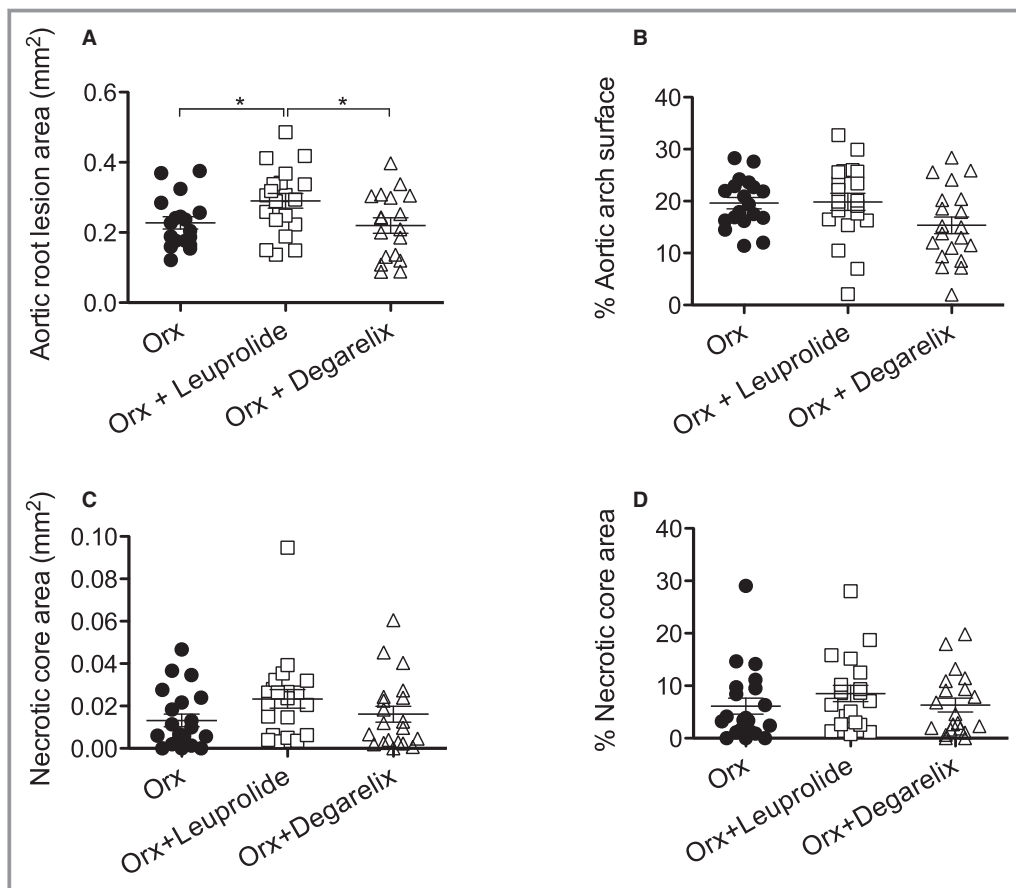 A
Aortic root lesion area (mm²)
0.6
0.4
0.2
0.0
*
*
Orx
Orx + Leuprolide
Orx + Degarelix
B
% Aortic arch surface
40
30
20
10
0
Orx
Orx + Leuprolide
Orx + Degarelix
C
Necrotic core area (mm²)
0.10
0.08
0.06
0.04
0.02
0.00
Orx
Orx+Leuprolide
Orx+Degarelix
D
% Necrotic core area
40
30
20
10
0
Orx
Orx+Leuprolide
Orx+Degarelix